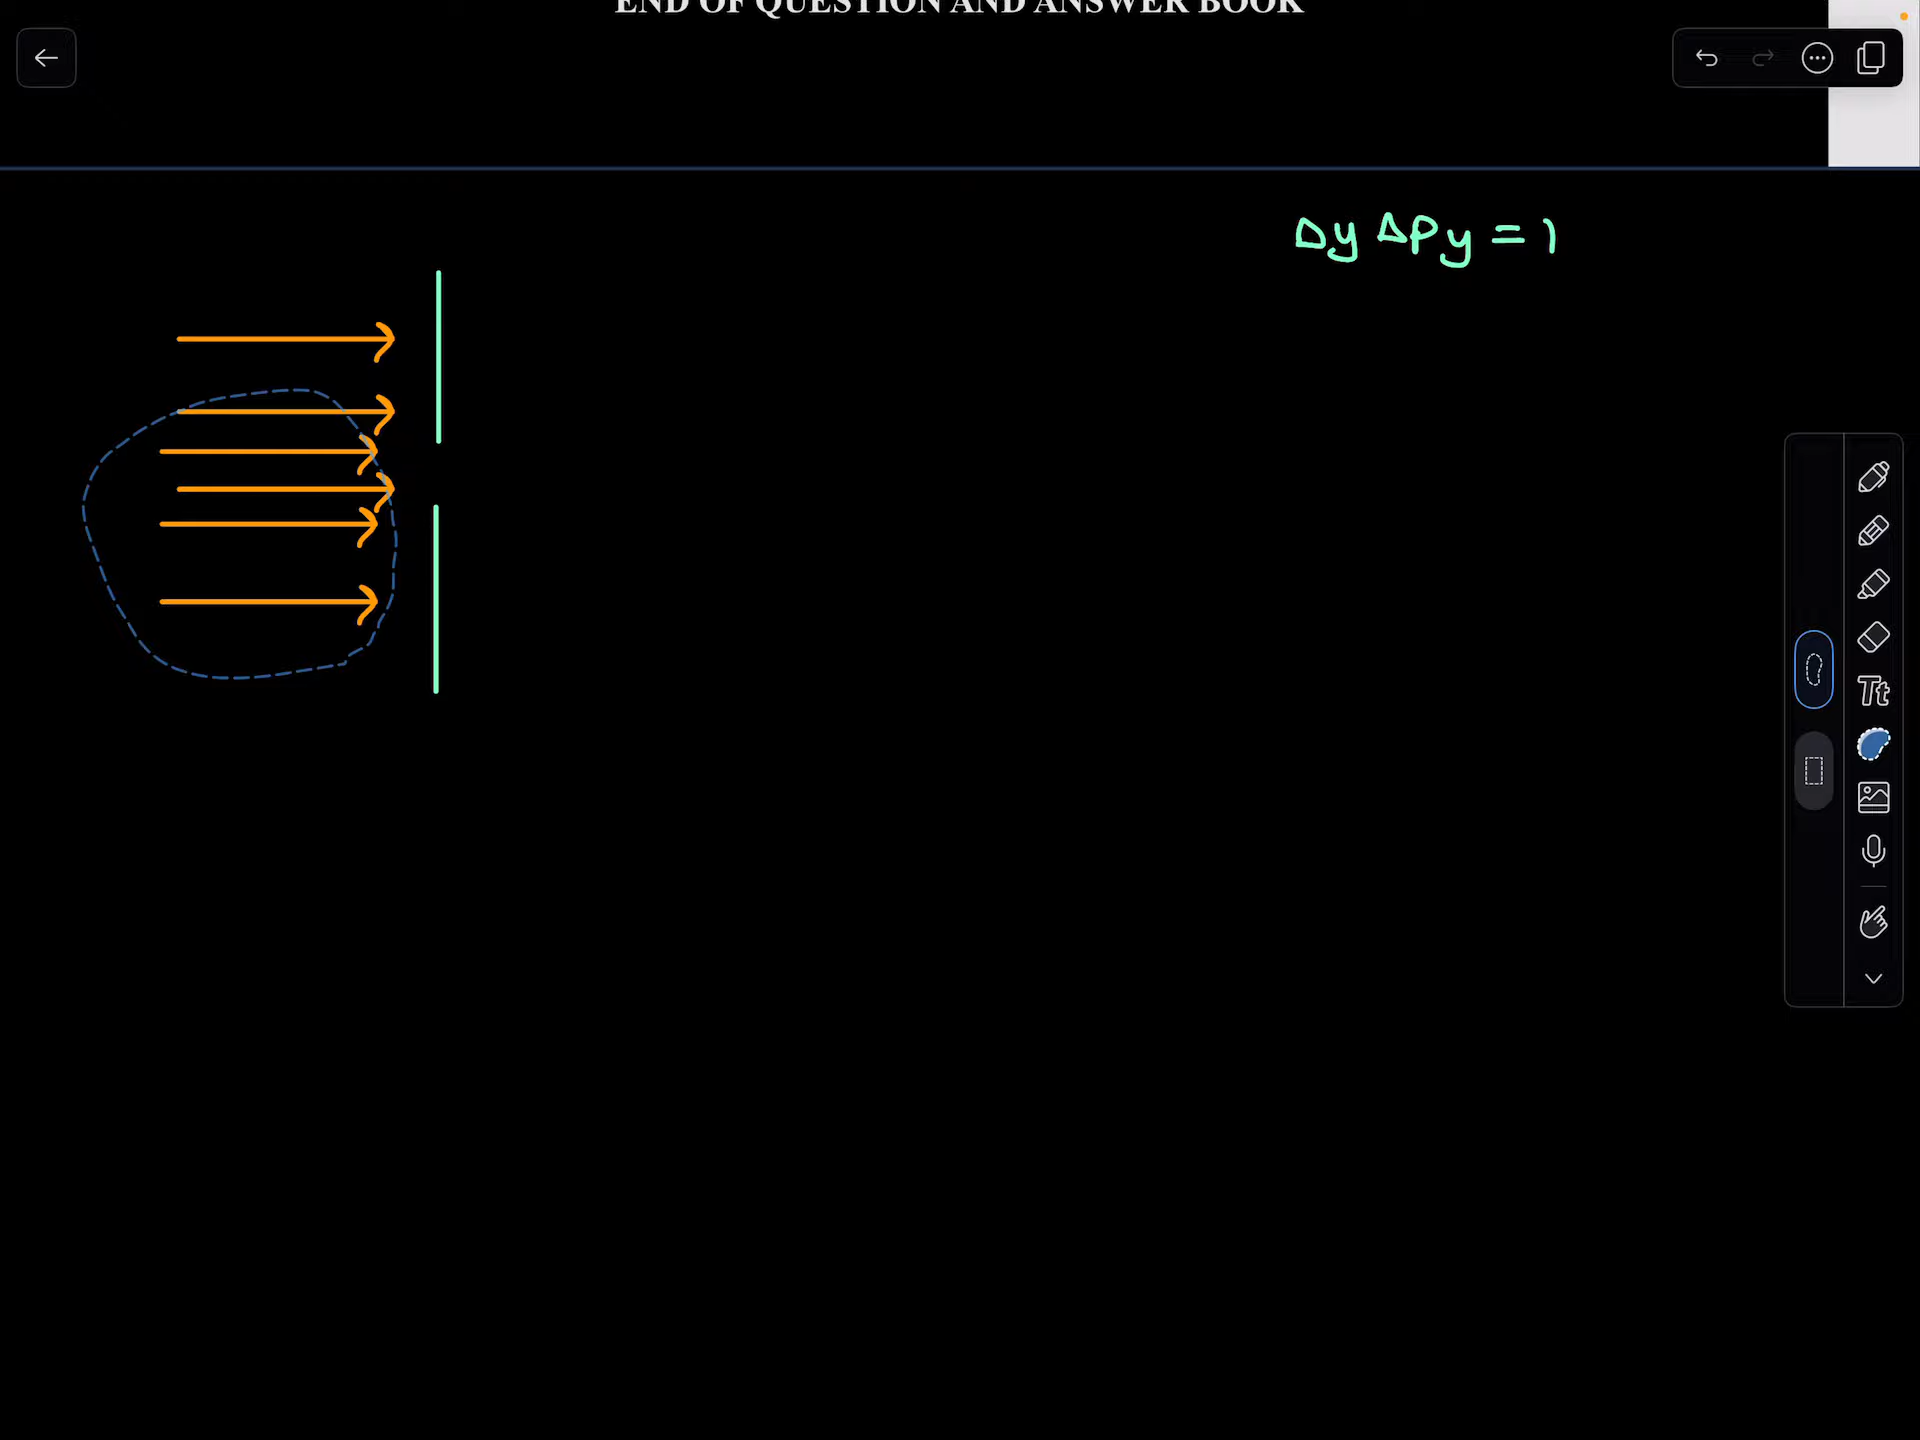 END OF QUESTION AND ANSWER BOOK
Δy ΔPy = 1
Tt